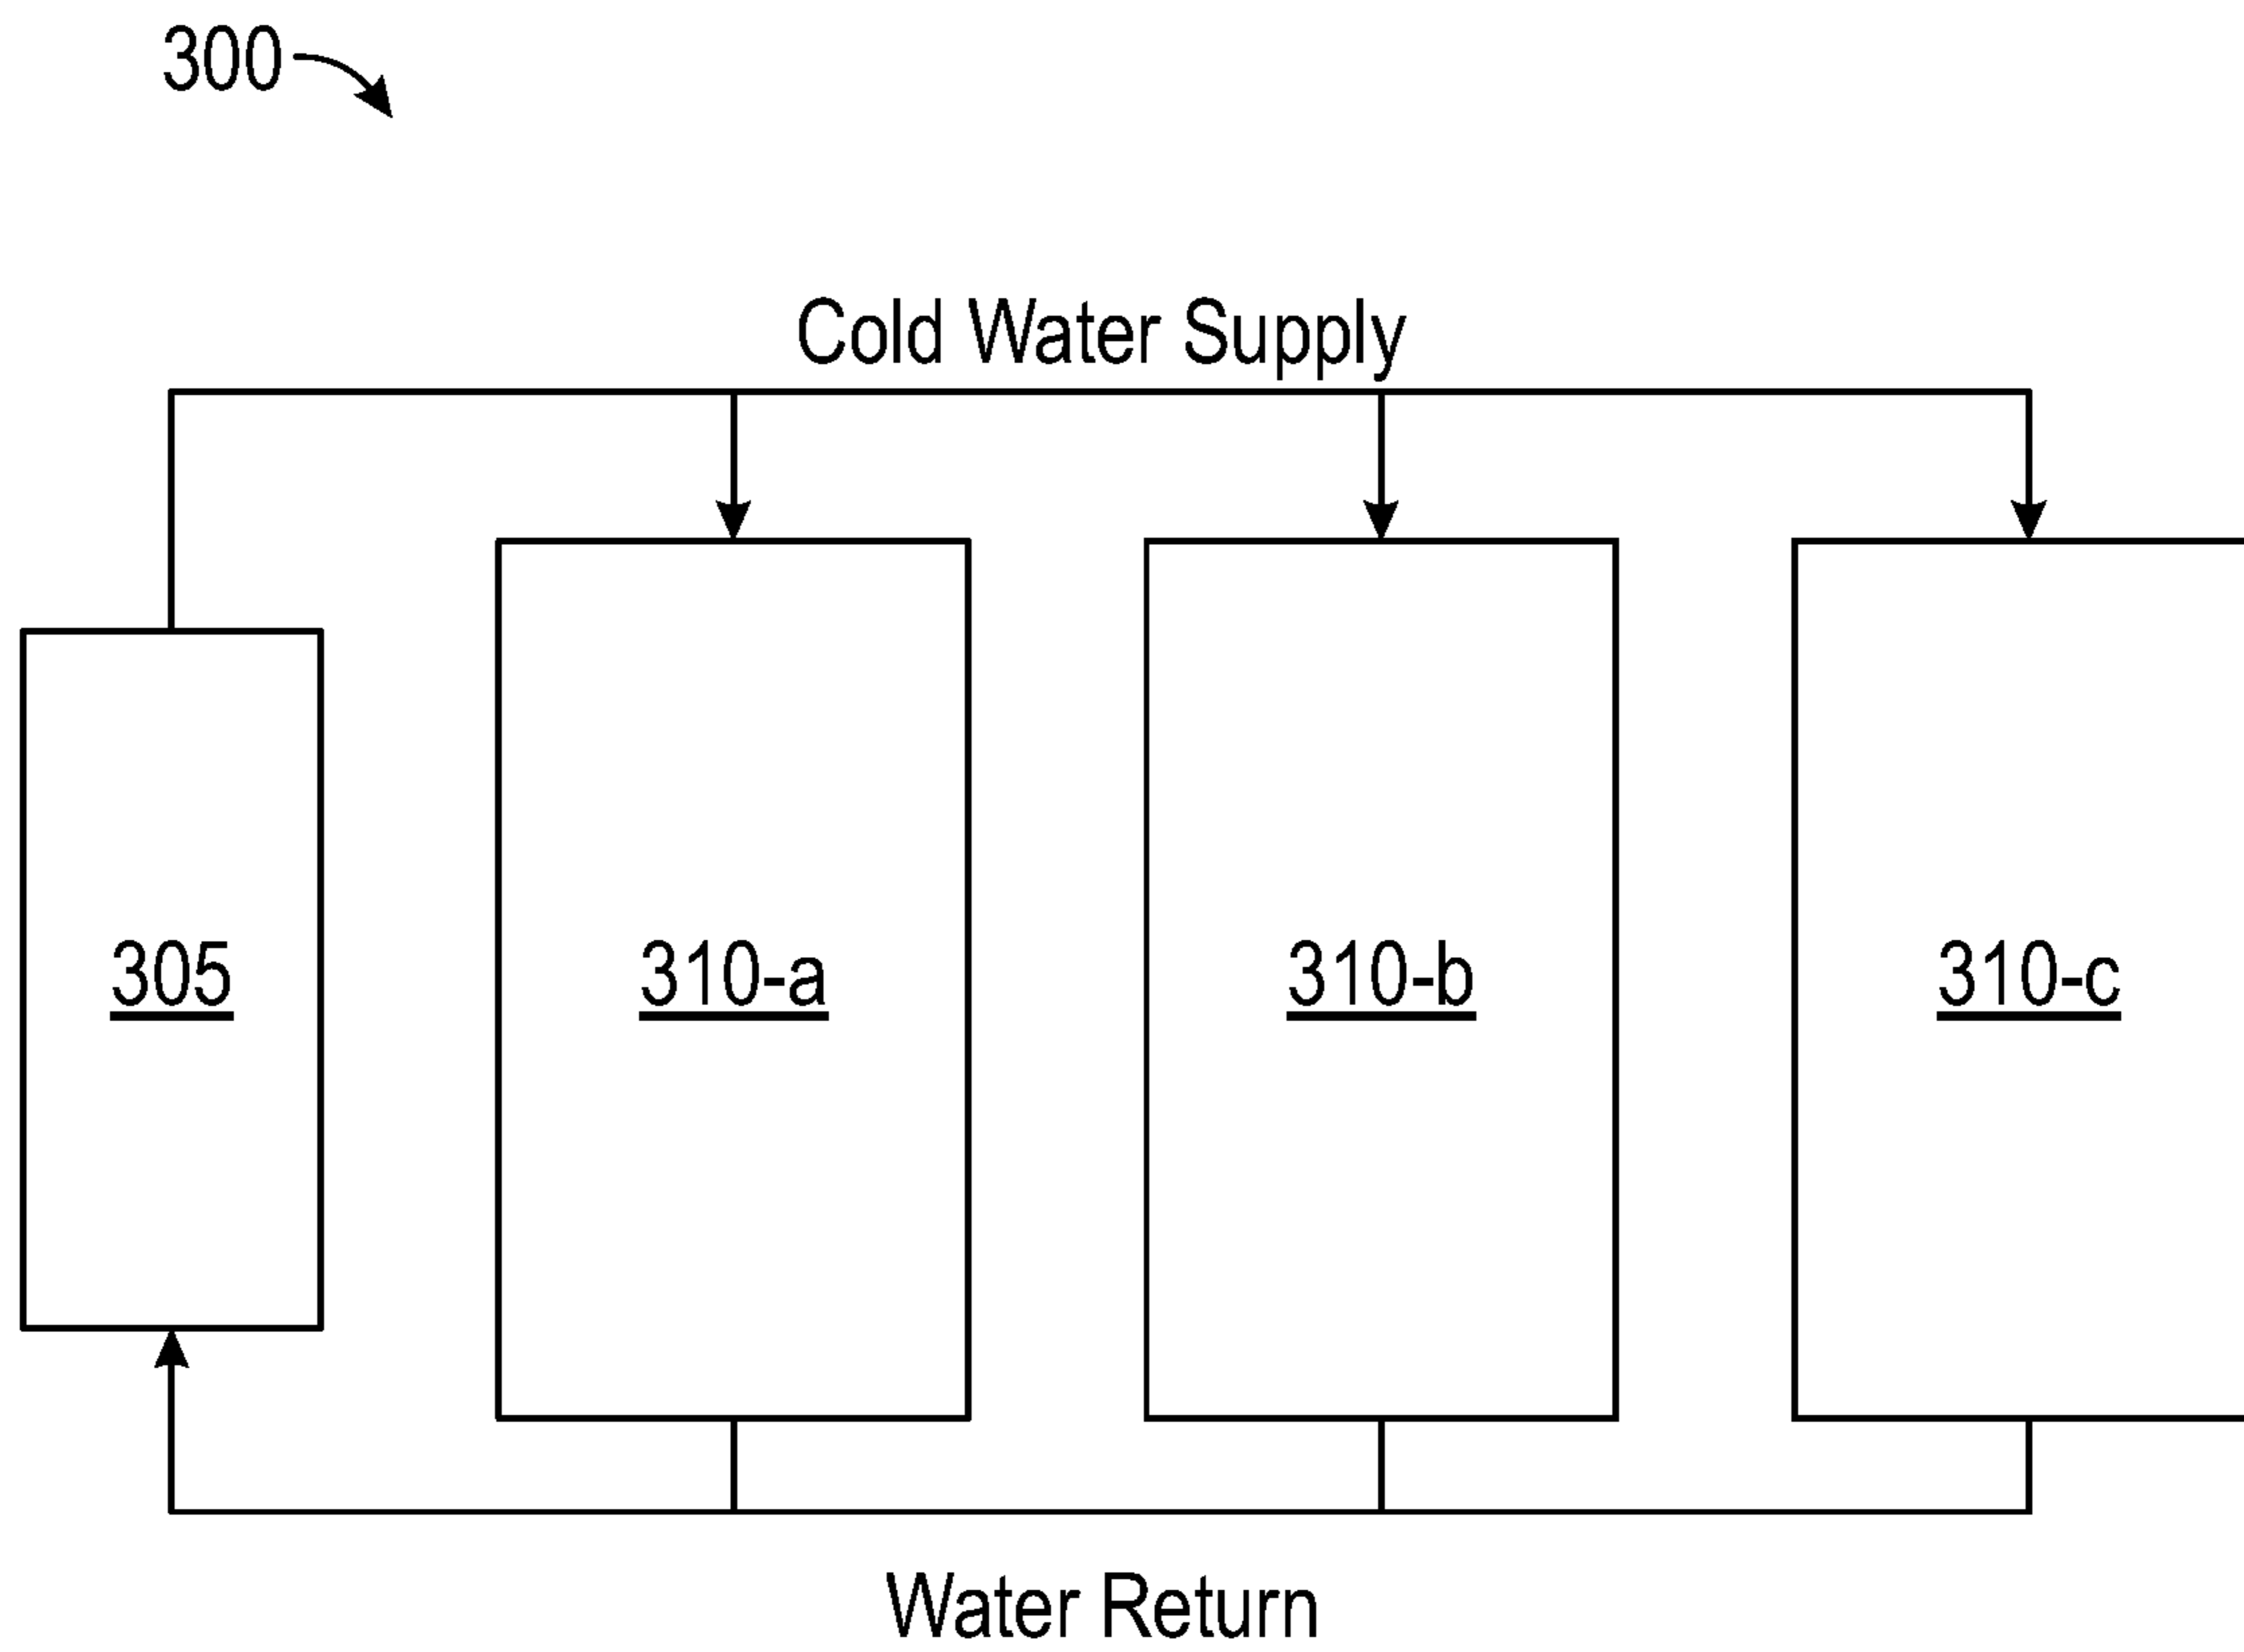 300
Cold Water Supply
305
310-a
310-b
310-c
Water Return